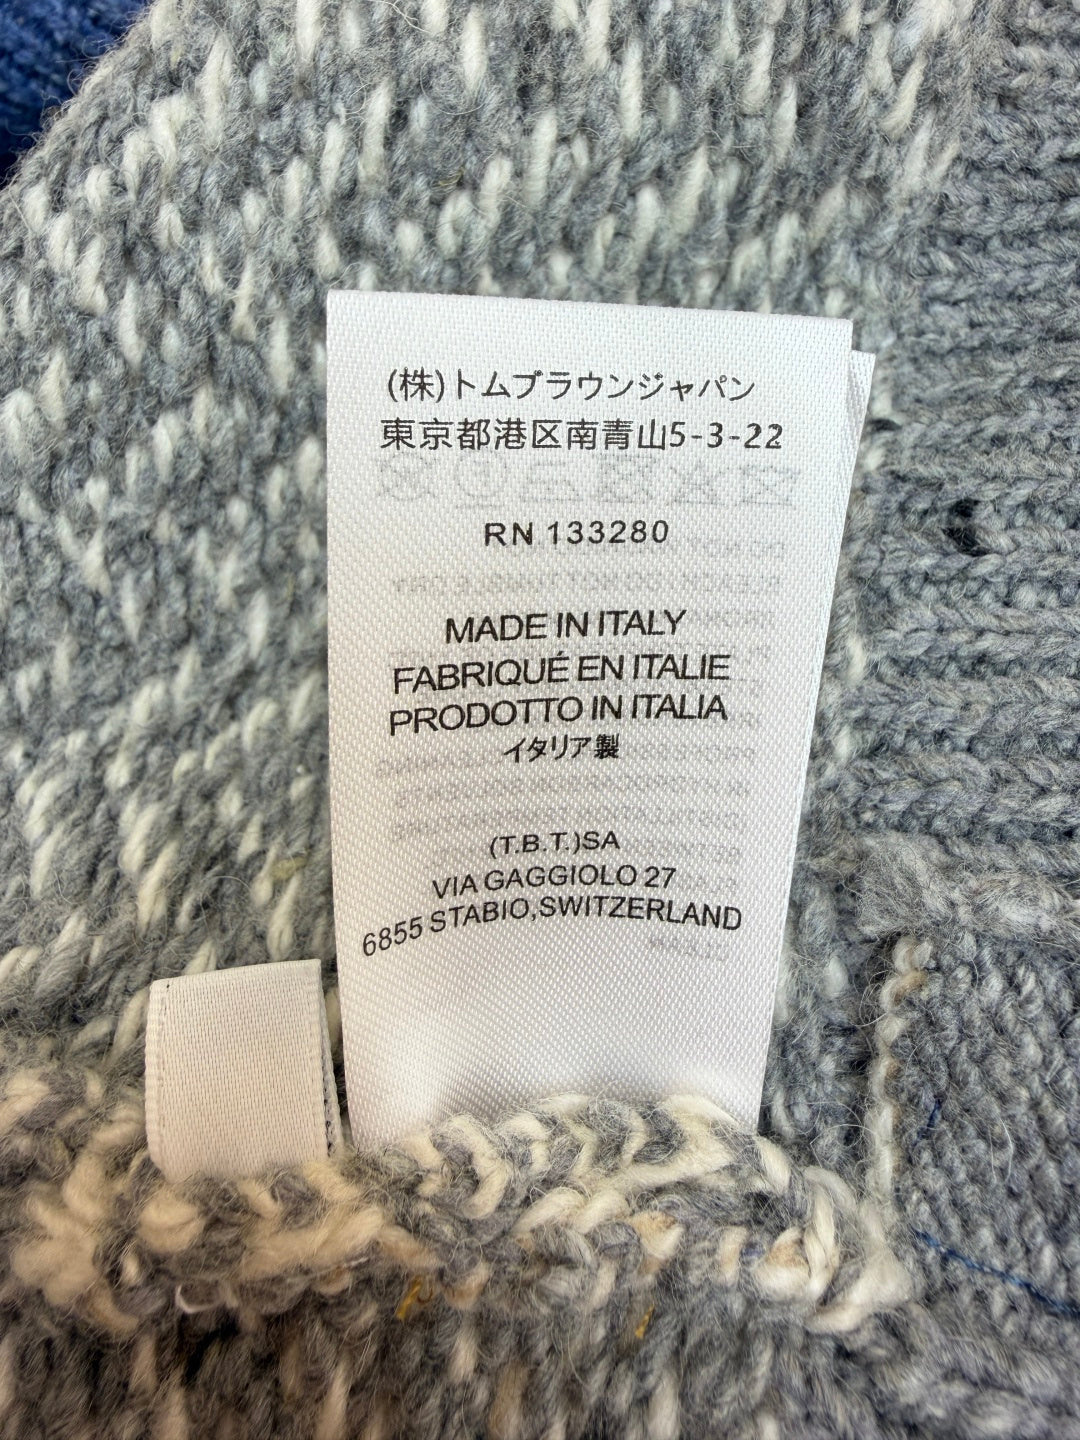 (株)トムブラウンジャパン
東京都港区南青山5-3-22
RN 133280
MADE IN ITALY
FABRIQUÉ EN ITALIE
PRODOTTO IN ITALIA
イタリア製
(T.B.T.)SA
VIA GAGGIOLO 27
6855 STABIO,SWITZERLAND